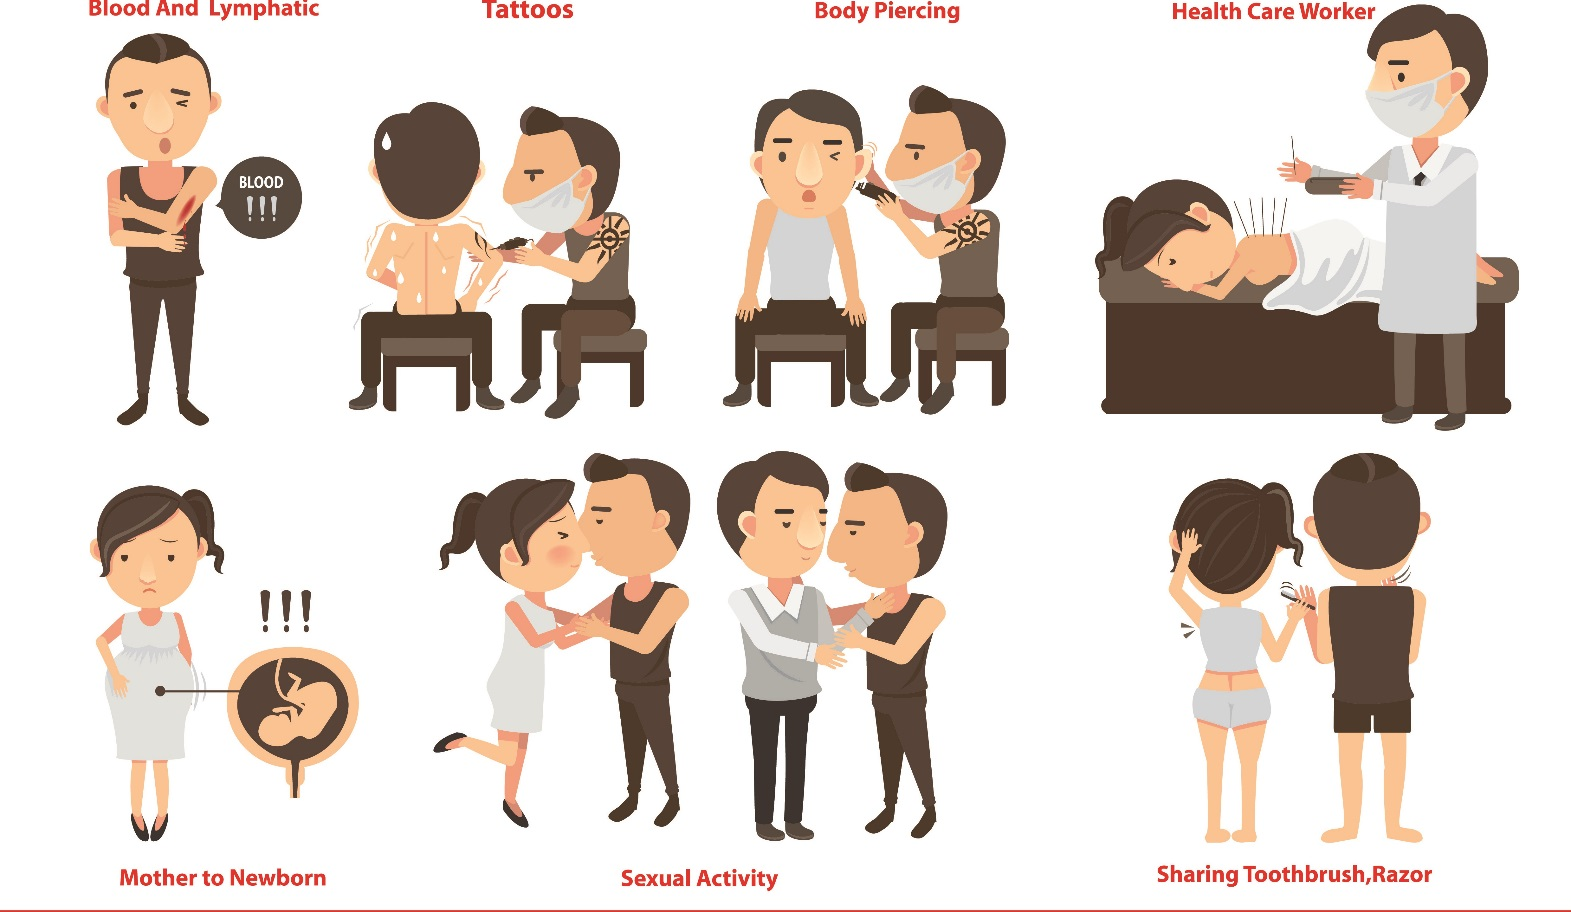 Blood And Lymphatic
Tattoos
Body Piercing
Health Care Worker
BLOOD
!!!
!!!
Mother to Newborn
Sexual Activity
Sharing Toothbrush,Razor